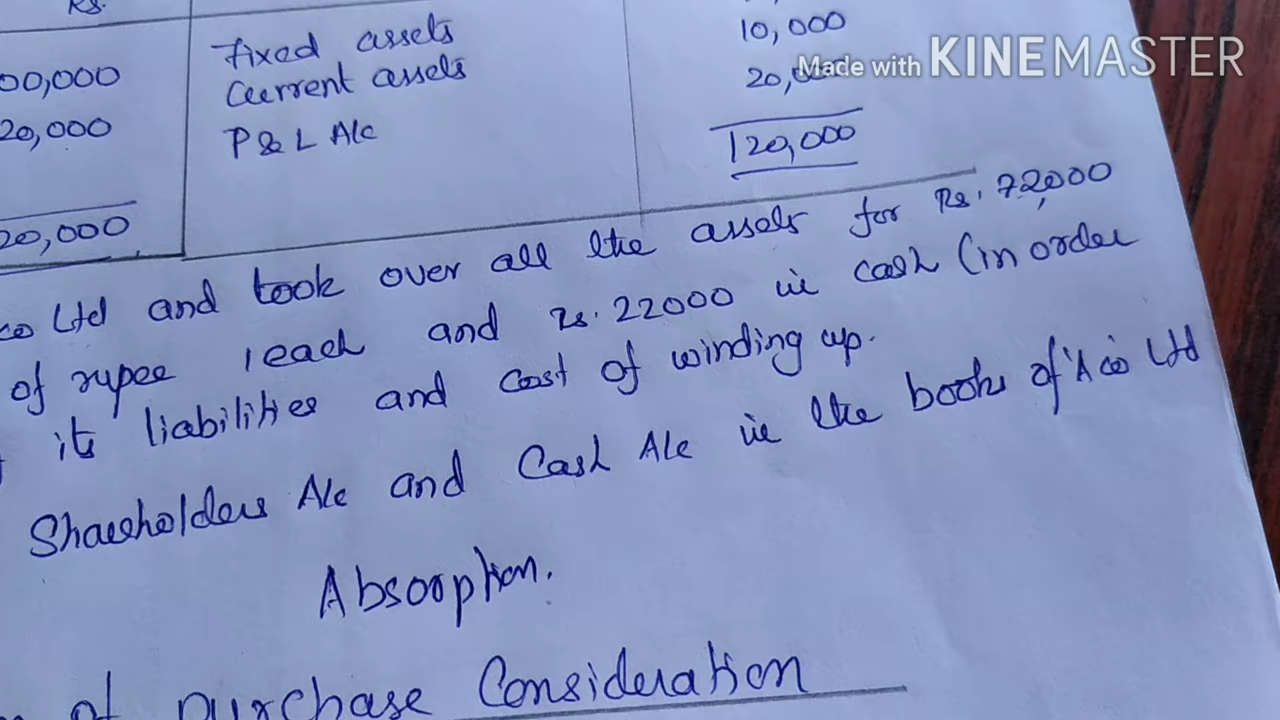 Rs.
Fixed assets 10,000
Made with KINEMASTER
00,000 Current assets
20,000 P & L A/c 120,000
20,000
co Ltd and took over all the assets for Rs. 72,000
of rupee 1 each and Rs. 22000 in cash (in order
its liabilities and cost of winding up.
Shareholders A/c and Cash A/c in the books of 'A co Ltd
Absorption.
of purchase Consideration